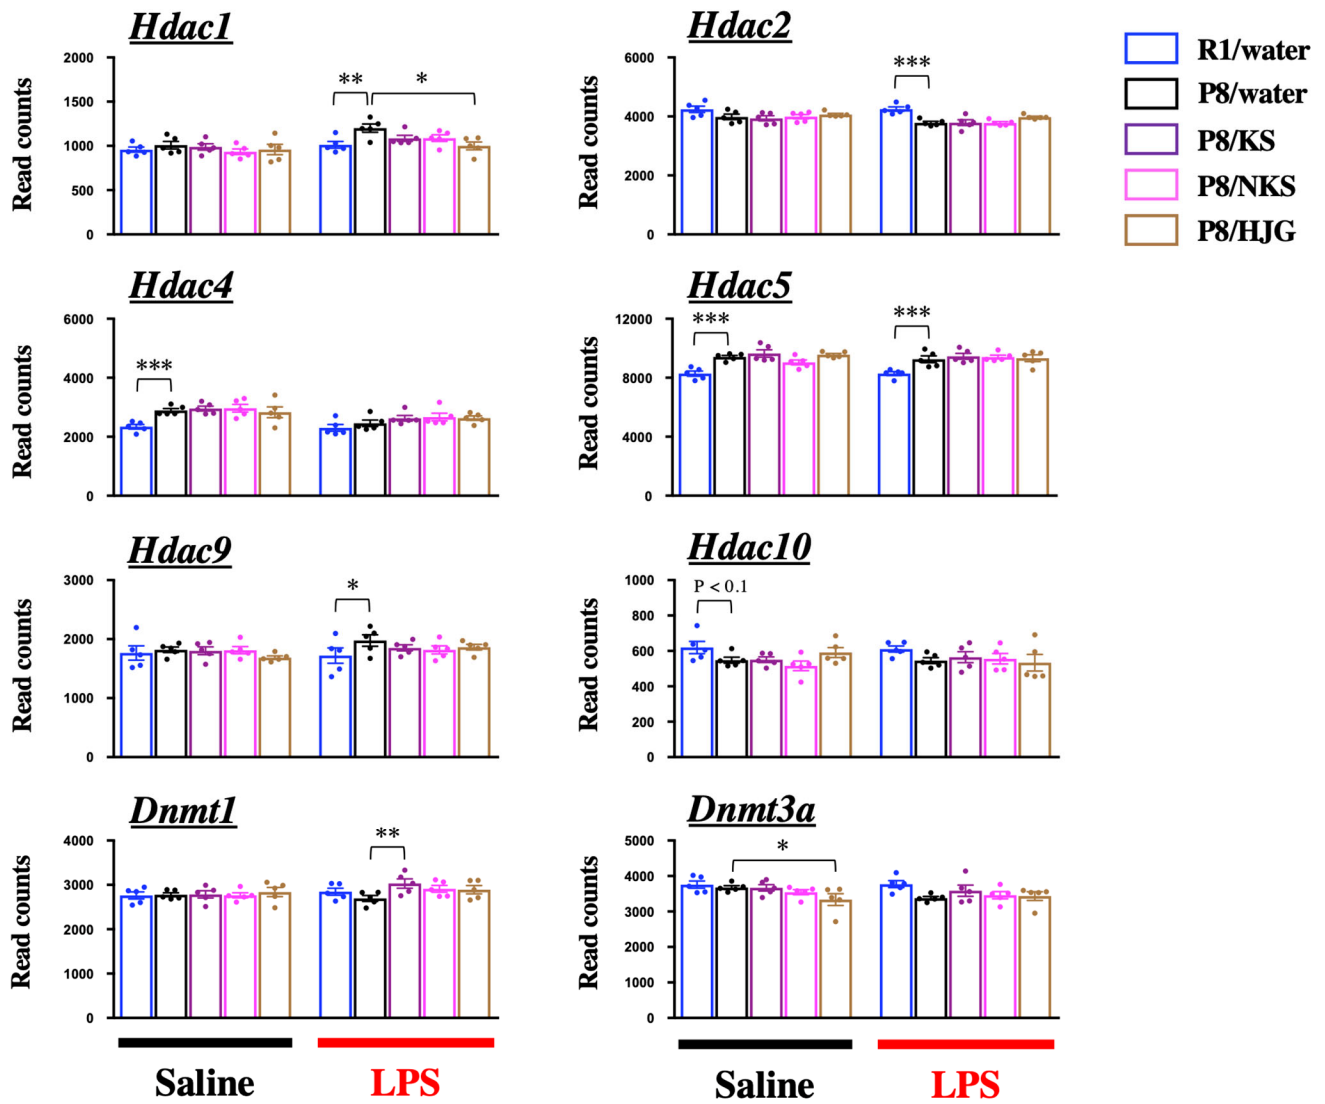 Hdac1
Read counts
2000
1500
1000
500
0
**
*
Hdac2
Read counts
6000
4000
2000
0
***
R1/water
P8/water
P8/KS
P8/NKS
P8/HJG
Hdac4
Read counts
6000
4000
2000
0
***
Hdac5
Read counts
12000
8000
4000
0
***
***
Hdac9
Read counts
3000
2000
1000
0
*
Hdac10
Read counts
1000
800
600
400
200
0
P < 0.1
Dnmt1
Read counts
4000
3000
2000
1000
0
**
Dnmt3a
Read counts
5000
4000
3000
2000
1000
0
*
Saline
LPS
Saline
LPS